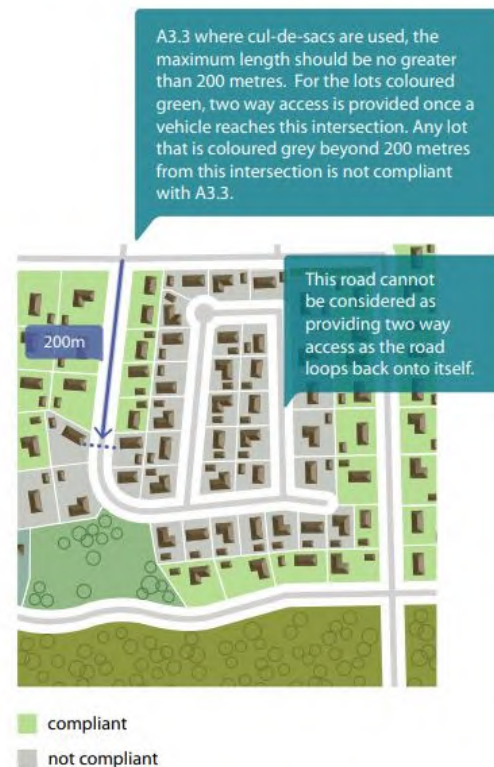 A3.3 where cul-de-sacs are used, the
maximum length should be no greater
than 200 metres. For the lots coloured
green, two way access is provided once a
vehicle reaches this intersection. Any lot
that is coloured grey beyond 200 metres
from this intersection is not compliant
with A3.3.
This road cannot
be considered as
providing two way
access as the road
loops back onto itself.
200m
compliant
not compliant